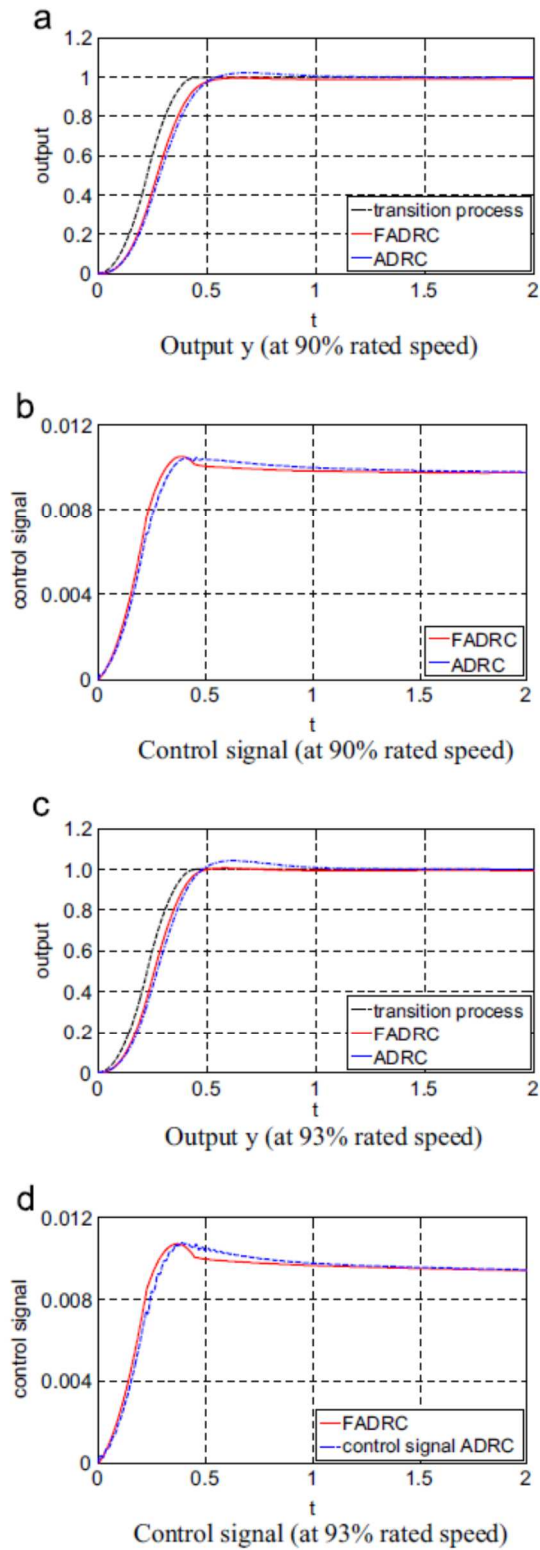 a
1.2
1
0.8
0.6
0.4
0.2
0
output
transition process
FADRC
ADRC
0 0.5 1 1.5 2
t
Output y (at 90% rated speed)
b
0.012
0.008
0.004
0
control signal
FADRC
ADRC
0 0.5 1 1.5 2
t
Control signal (at 90% rated speed)
c
1.2
1.0
0.8
0.6
0.4
0.2
0
output
transition process
FADRC
ADRC
0 0.5 1 1.5 2
t
Output y (at 93% rated speed)
d
0.012
0.008
0.004
0
control signal
FADRC
control signal ADRC
0 0.5 1 1.5 2
t
Control signal (at 93% rated speed)